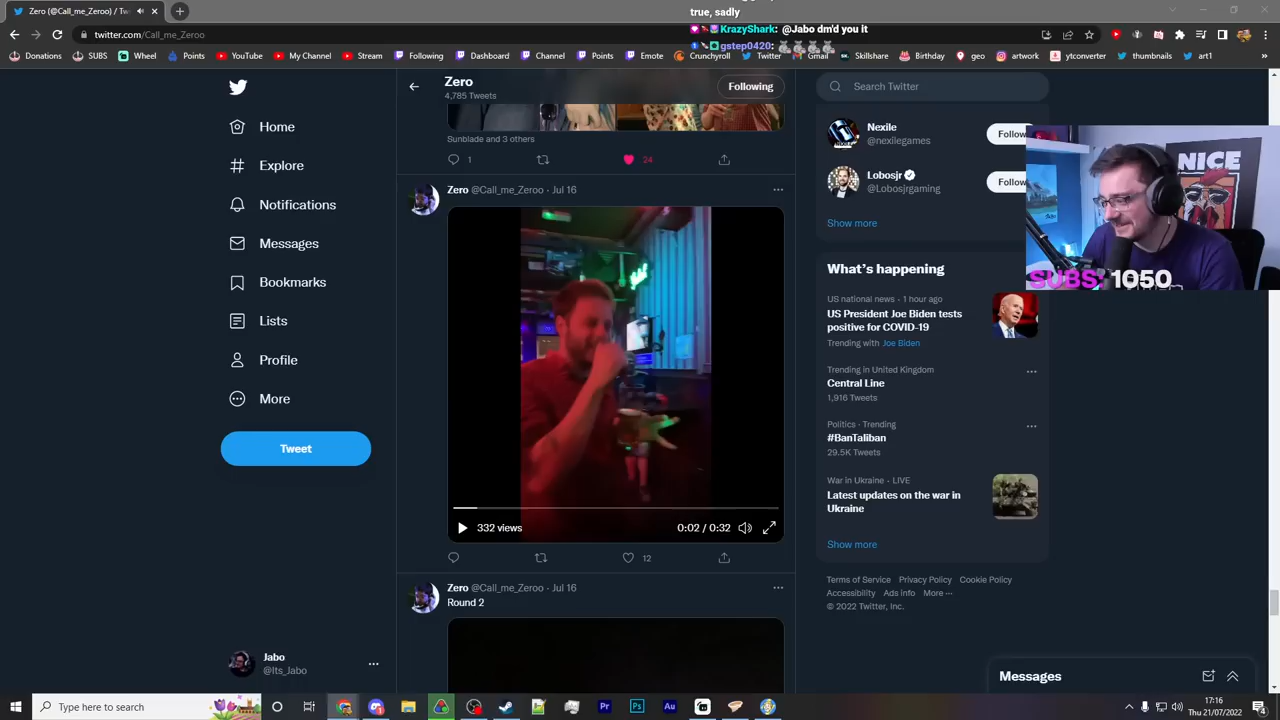 true, sadly
KrazyShark: @Jabo dm'd you it
gstep0420:
Zero (@Call_me_Zeroo) / Twi
twitter.com/Call_me_Zeroo
Donations
Wheel
Points
YouTube
My Channel
Stream
Following
Points
Emote
Crunchyroll
Twitter
Gmail
Skillshare
Birthday
geo
artwork
ytconverter
thumbnails
art1
Home
Explore
Notifications
Messages
Bookmarks
Lists
Profile
More
Tweet
Jabo
@Its_Jabo
Zero
4,785 Tweets
Following
Sunblade and 3 others
1
24
Zero @Call_me_Zeroo · Jul 16
332 views
0:02 / 0:32
12
Zero @Call_me_Zeroo · Jul 16
Round 2
Search Twitter
Nexile
@nexilegames
Follow
Lobosjr
@Lobosjrgaming
Follow
Show more
NICE
SUBS: 1050
What's happening
US national news · 1 hour ago
US President Joe Biden tests
positive for COVID-19
Trending with Joe Biden
Trending in United Kingdom
Central Line
1,916 Tweets
Politics · Trending
#BanTaliban
29.5K Tweets
War in Ukraine · LIVE
Latest updates on the war in
Ukraine
Show more
Terms of Service Privacy Policy Cookie Policy
Accessibility Ads info More ···
© 2022 Twitter, Inc.
Messages
Type here to search
17:16
Thu 21/07/2022